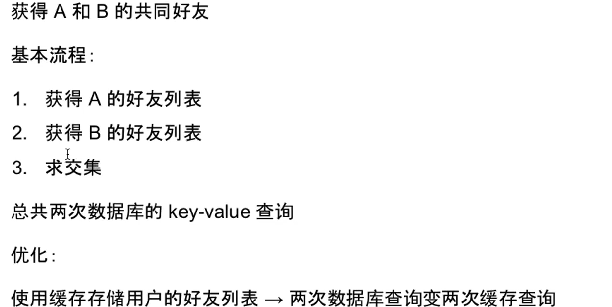 获得 A 和 B 的共同好友
基本流程：
1. 获得 A 的好友列表
2. 获得 B 的好友列表
3. 求交集
总共两次数据库的 key-value 查询
优化：
使用缓存存储用户的好友列表 → 两次数据库查询变两次缓存查询